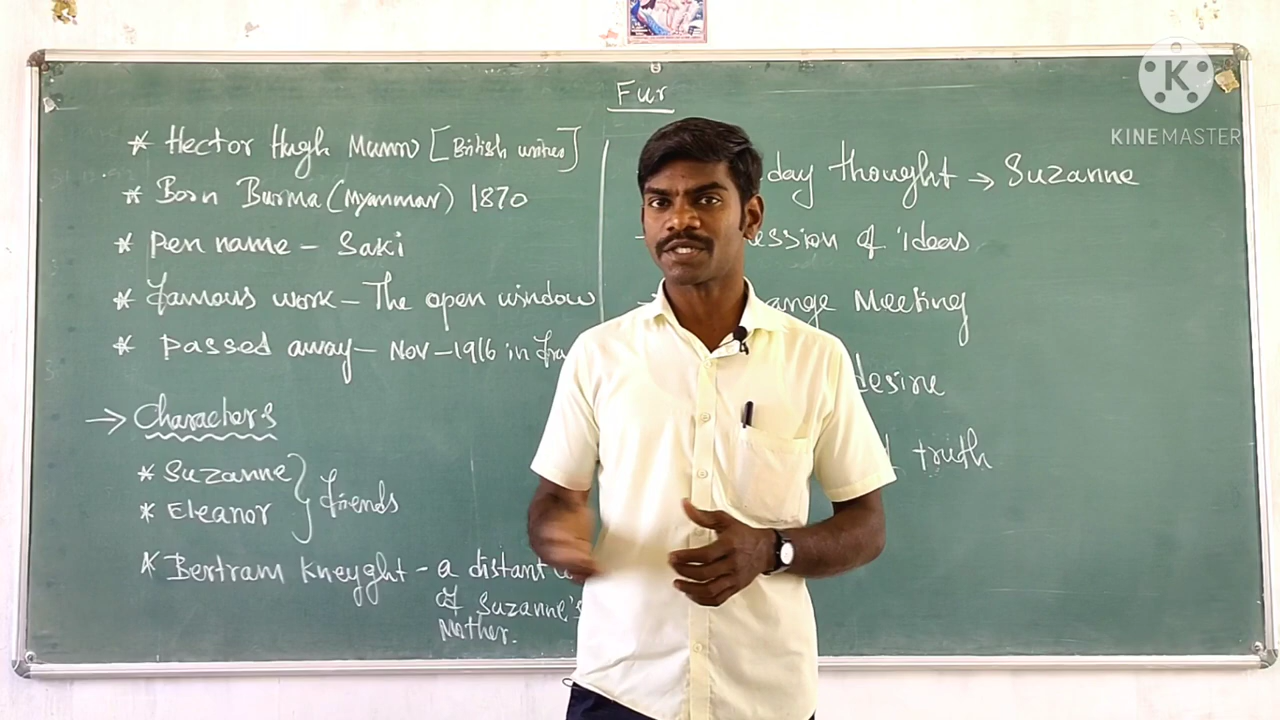 Fur
* Hector Hugh Munro [British writer]
* Born Burma (Myanmar) 1870
* Pen name - Saki
* famous work - The open window
* Passed away - Nov - 1916 in
→ Characters
* Suzanne
* Eleanor
friends
* Bertram Kneyght - a distant
of Suzanne's
Mother.
day thought → Suzanne
ession of ideas
ange Meeting
desire
truth
K
KINEMASTER